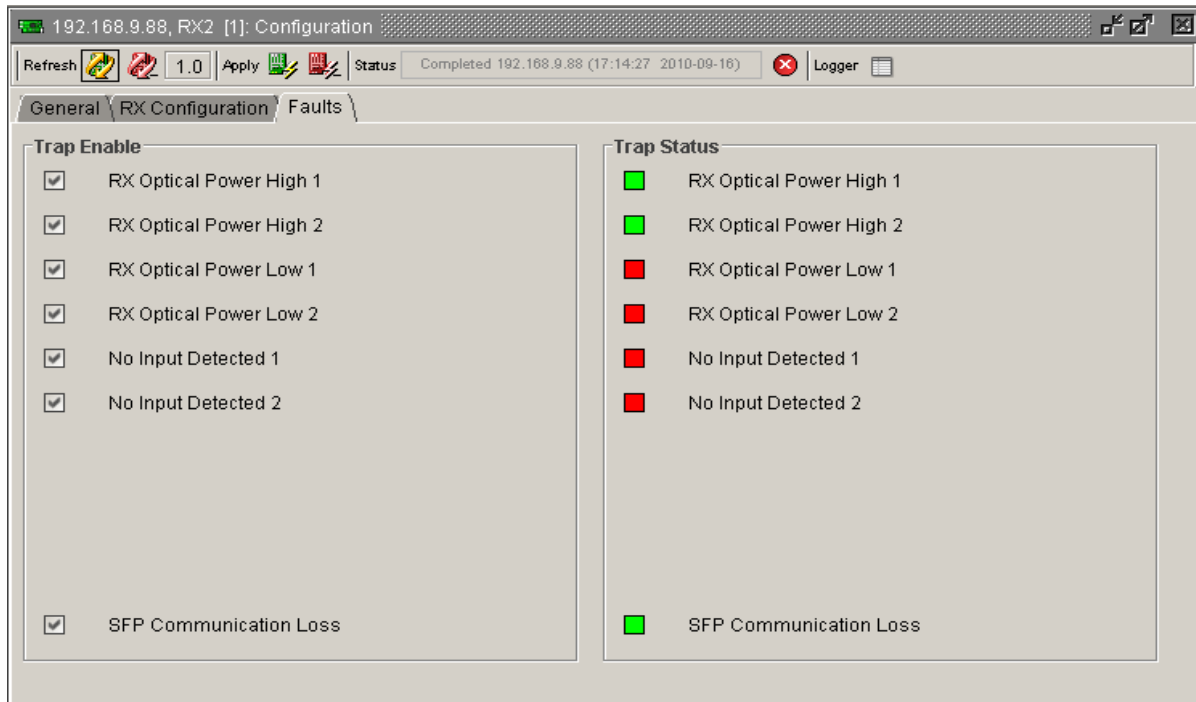 192.168.9.88, RX2 [1]: Configuration
Refresh 1.0 Apply Status Completed 192.168.9.88 (17:14:27 2010-09-16) Logger
General RX Configuration Faults
Trap Enable
RX Optical Power High 1
RX Optical Power High 2
RX Optical Power Low 1
RX Optical Power Low 2
No Input Detected 1
No Input Detected 2
SFP Communication Loss
Trap Status
RX Optical Power High 1
RX Optical Power High 2
RX Optical Power Low 1
RX Optical Power Low 2
No Input Detected 1
No Input Detected 2
SFP Communication Loss